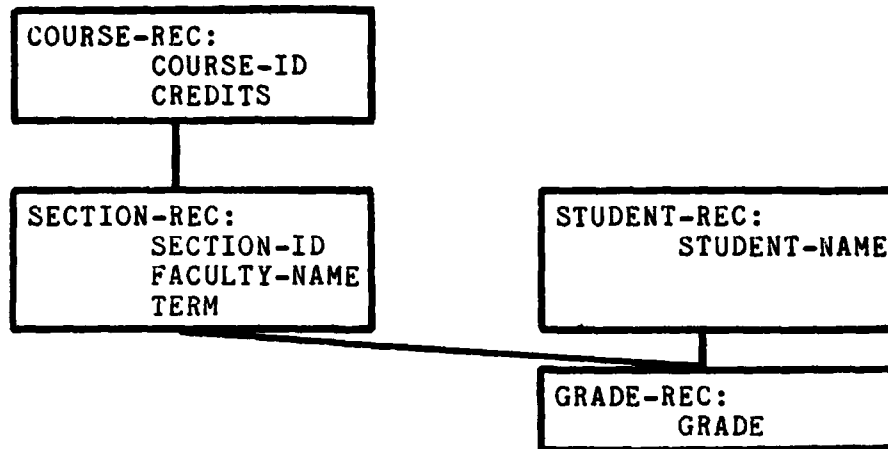 COURSE-REC:
COURSE-ID
CREDITS
SECTION-REC:
SECTION-ID
FACULTY-NAME
TERM
STUDENT-REC:
STUDENT-NAME
GRADE-REC:
GRADE